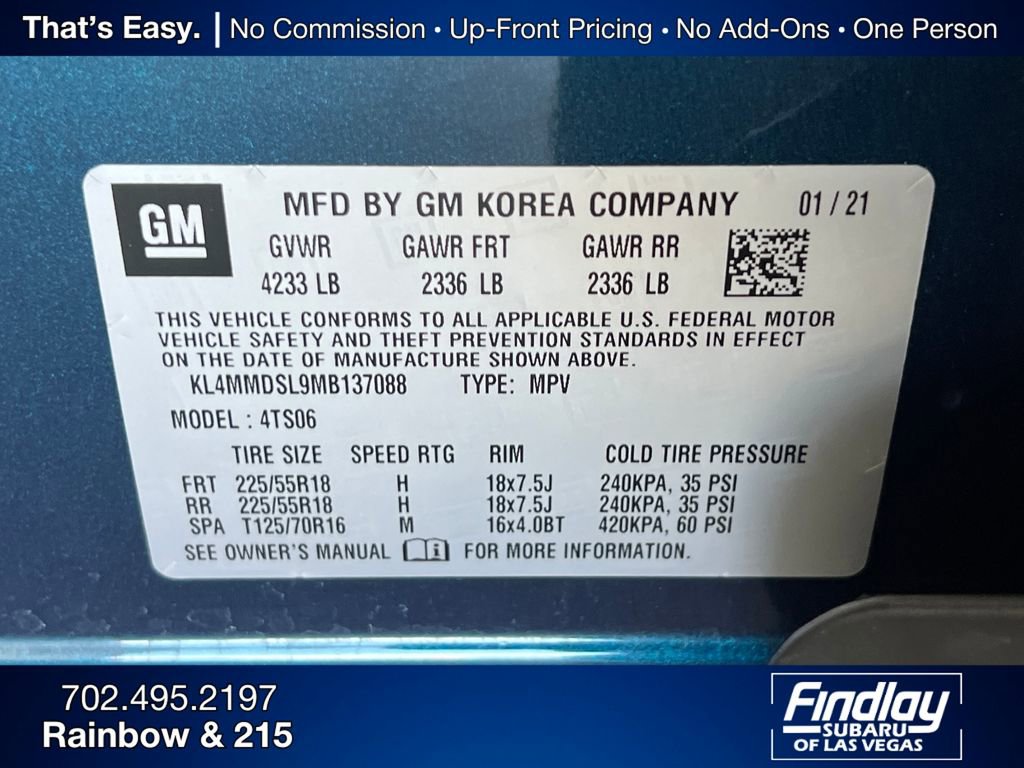 That's Easy. | No Commission • Up-Front Pricing • No Add-Ons • One Person
GM
MFD BY GM KOREA COMPANY 01 / 21
GVWR GAWR FRT GAWR RR
4233 LB 2336 LB 2336 LB
THIS VEHICLE CONFORMS TO ALL APPLICABLE U.S. FEDERAL MOTOR
VEHICLE SAFETY AND THEFT PREVENTION STANDARDS IN EFFECT
ON THE DATE OF MANUFACTURE SHOWN ABOVE.
KL4MMDSL9MB137088 TYPE: MPV
MODEL : 4TS06
TIRE SIZE SPEED RTG RIM COLD TIRE PRESSURE
FRT 225/55R18 H 18x7.5J 240KPA, 35 PSI
RR 225/55R18 H 18x7.5J 240KPA, 35 PSI
SPA T125/70R16 M 16x4.0BT 420KPA, 60 PSI
SEE OWNER'S MANUAL FOR MORE INFORMATION.
702.495.2197
Rainbow & 215
Findlay
SUBARU
OF LAS VEGAS